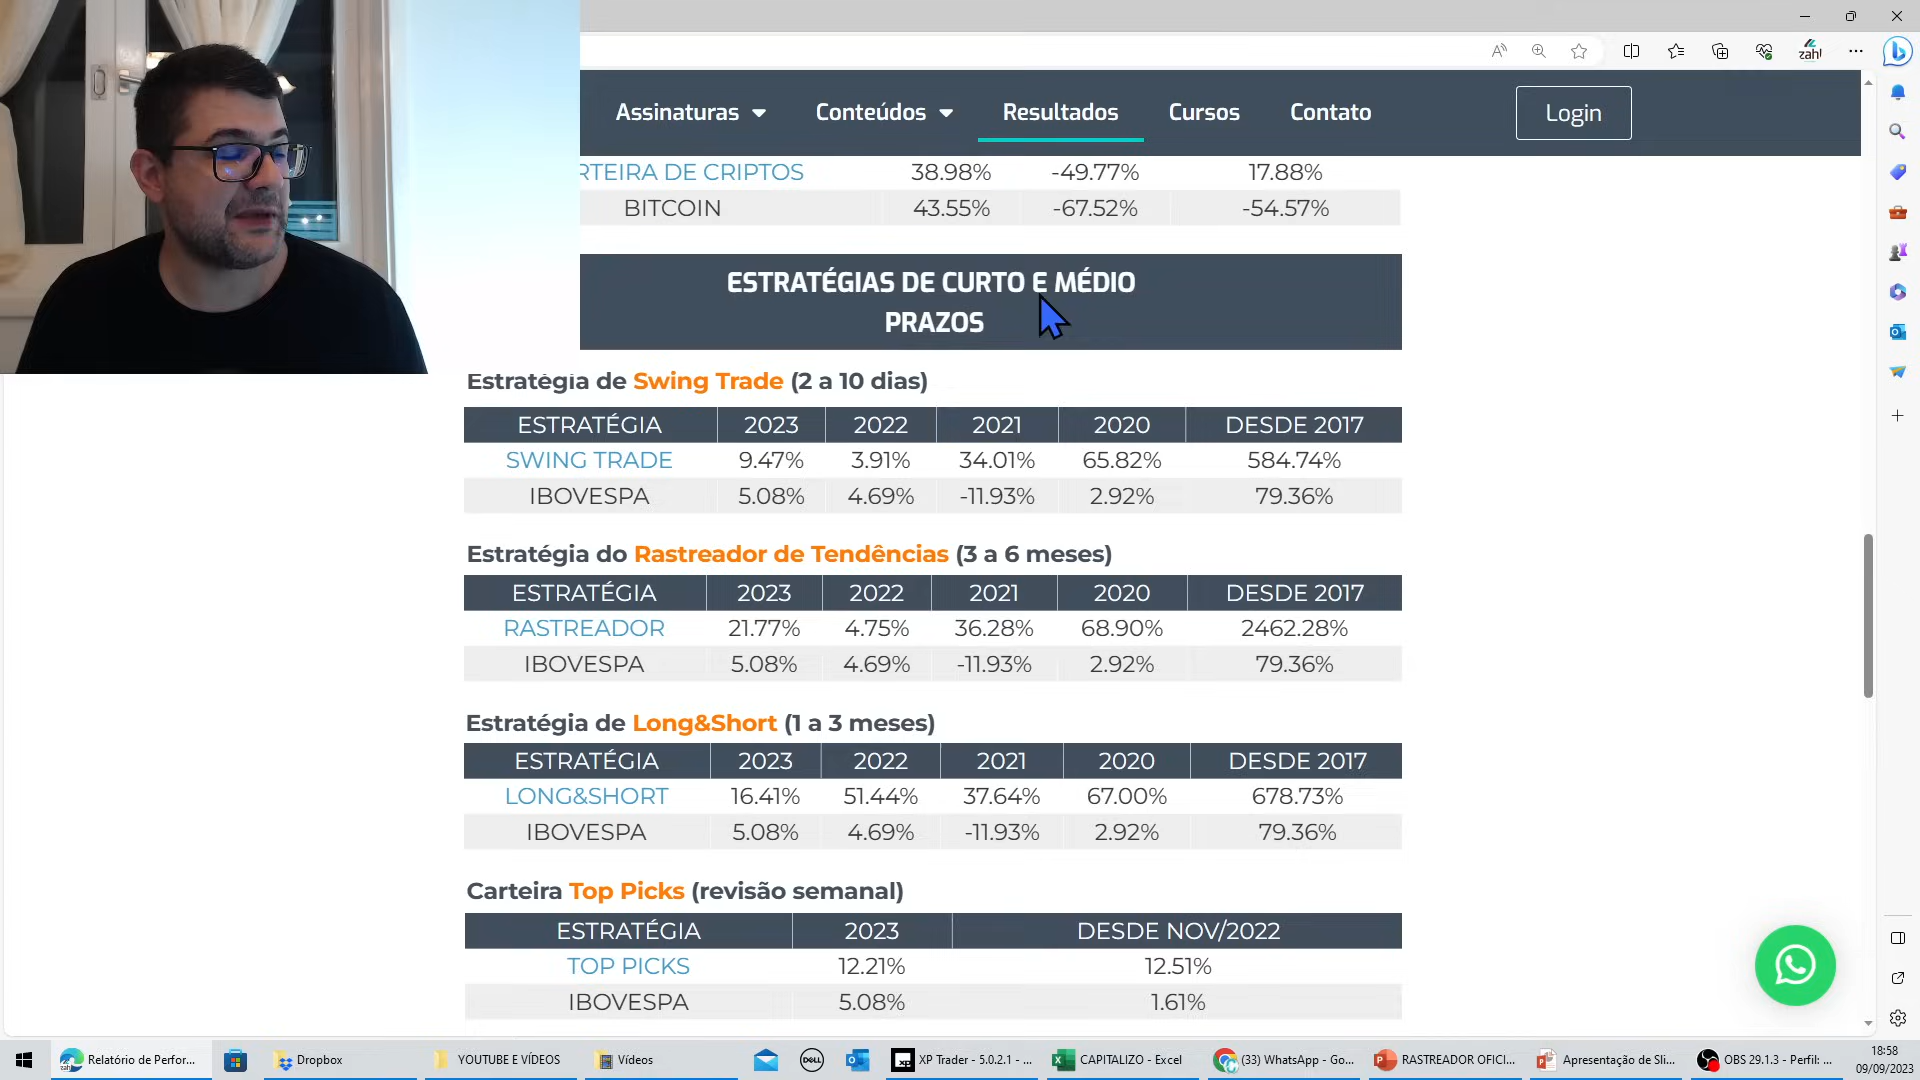 zahl
Assinaturas Conteúdos Resultados Cursos Contato Login
RTEIRA DE CRIPTOS 38.98% -49.77% 17.88%
BITCOIN 43.55% -67.52% -54.57%
ESTRATÉGIAS DE CURTO E MÉDIO
PRAZOS
Estratégia de Swing Trade (2 a 10 dias)
ESTRATÉGIA 2023 2022 2021 2020 DESDE 2017
SWING TRADE 9.47% 3.91% 34.01% 65.82% 584.74%
IBOVESPA 5.08% 4.69% -11.93% 2.92% 79.36%
Estratégia do Rastreador de Tendências (3 a 6 meses)
ESTRATÉGIA 2023 2022 2021 2020 DESDE 2017
RASTREADOR 21.77% 4.75% 36.28% 68.90% 2462.28%
IBOVESPA 5.08% 4.69% -11.93% 2.92% 79.36%
Estratégia de Long&Short (1 a 3 meses)
ESTRATÉGIA 2023 2022 2021 2020 DESDE 2017
LONG&SHORT 16.41% 51.44% 37.64% 67.00% 678.73%
IBOVESPA 5.08% 4.69% -11.93% 2.92% 79.36%
Carteira Top Picks (revisão semanal)
ESTRATÉGIA 2023 DESDE NOV/2022
TOP PICKS 12.21% 12.51%
IBOVESPA 5.08% 1.61%
Relatório de Perfor... Dropbox YOUTUBE E VÍDEOS Vídeos DELL XP Trader - 5.0.2.1 - ... CAPITALIZO - Excel (33) WhatsApp - Go... RASTREADOR OFICI... Apresentação de Sli... OBS 29.1.3 - Perfil: ... 18:58
09/09/2023